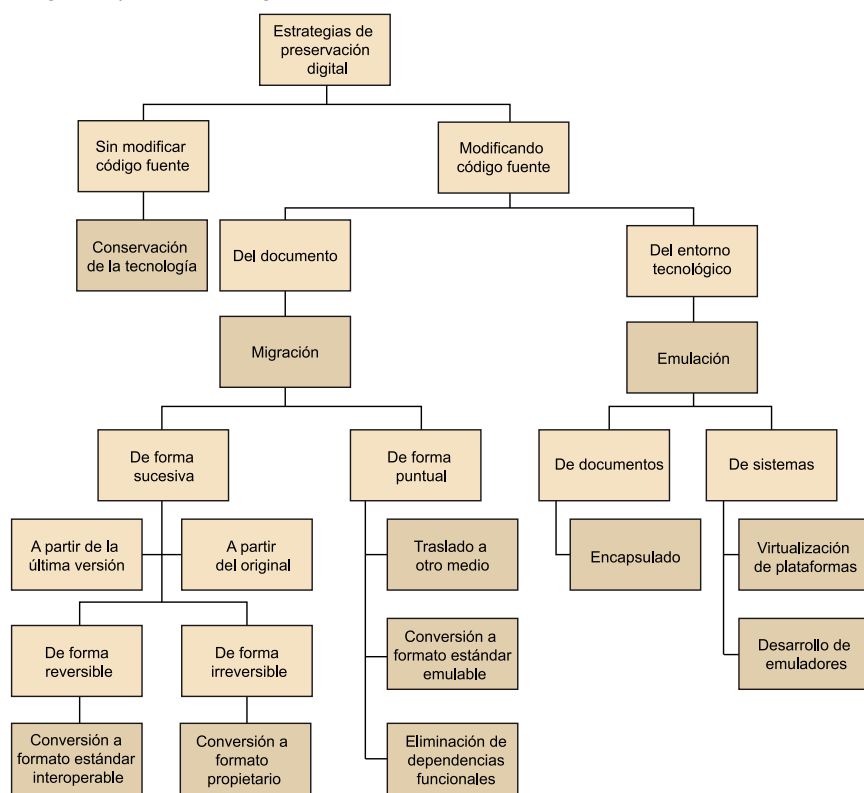 Estrategias de
preservación
digital
Sin modificar
código fuente
Modificando
código fuente
Conservación
de la tecnología
Del documento
Del entorno
tecnológico
Migración
Emulación
De forma
sucesiva
De forma
puntual
De documentos
De sistemas
A partir de la
última versión
A partir
del original
Traslado a
otro medio
Encapsulado
Virtualización
de plataformas
De forma
reversible
De forma
irreversible
Conversión a
formato estándar
emulable
Desarrollo de
emuladores
Conversión a
formato estándar
interoperable
Conversión a
formato
propietario
Eliminación de
dependencias
funcionales